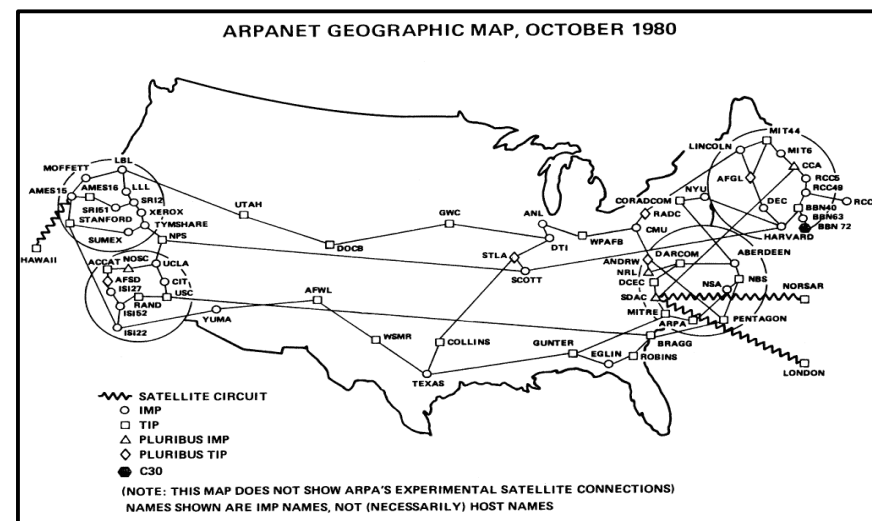 ARPANET GEOGRAPHIC MAP, OCTOBER 1980
MIT44
LINCOLN
MIT6
MOFFETT
LBL
CCA
AFGL
RCC5
AMES16
LLL
AMES15
SRI2
NYU
DEC
RCC49
UTAH
CORADCOM
SRI51
XEROX
GWC
ANL
RADC
BBN40
RCC
STANFORD
TYMSHARE
BBN63
SUMEX
NPS
CMU
HARVARD
BBN 72
DOCB
DTI
WPAFB
HAWAII
STLA
ANDRW
DARCOM
ABERDEEN
NOSC
ACCAT
UCLA
NRL
SCOTT
DCEC
NBS
AFSD
CIT
AFWL
NSA
ISI27
SDAC
NORSAR
RAND
USC
ISI52
MITRE
YUMA
ARPA
PENTAGON
ISI22
WSMR
COLLINS
GUNTER
BRAGG
EGLIN
ROBINS
LONDON
TEXAS
SATELLITE CIRCUIT
IMP
TIP
PLURIBUS IMP
PLURIBUS TIP
C30
(NOTE: THIS MAP DOES NOT SHOW ARPA'S EXPERIMENTAL SATELLITE CONNECTIONS)
NAMES SHOWN ARE IMP NAMES, NOT (NECESSARILY) HOST NAMES